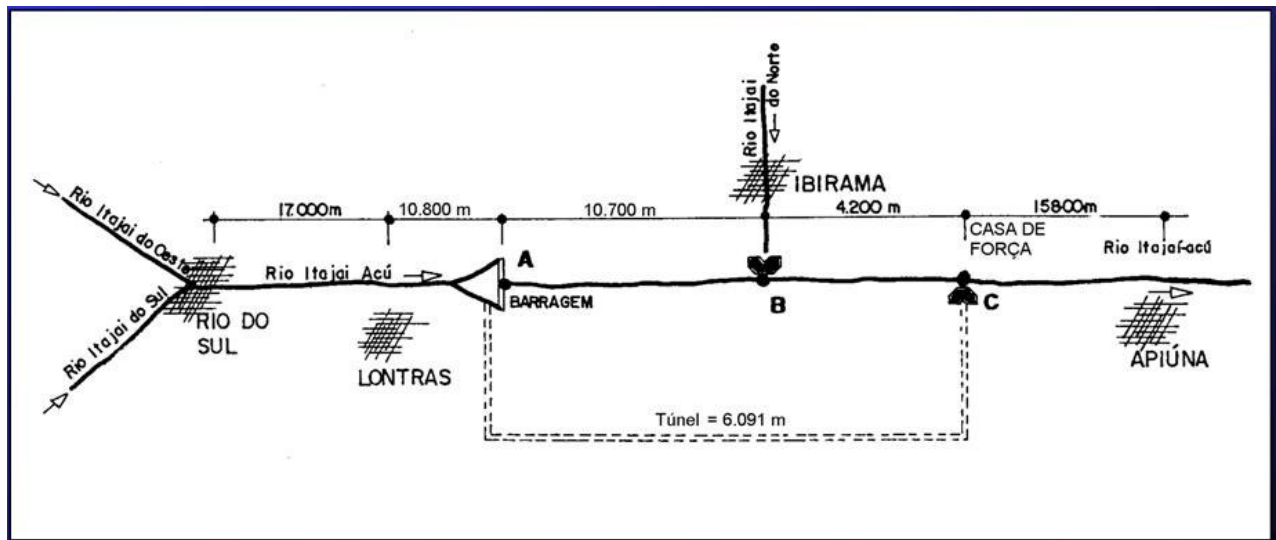 Rio Itajaí
do Norte
IBIRAMA
17.000m
10.800 m
10.700 m
4.200 m
15800m
Rio Itajaí do Oeste
CASA DE
FORÇA
Rio Itajaí-açú
Rio Itajaí Açú
A
BARRAGEM
B
C
RIO DO
SUL
Rio Itajaí do Sul
LONTRAS
APIÚNA
Túnel = 6.091 m